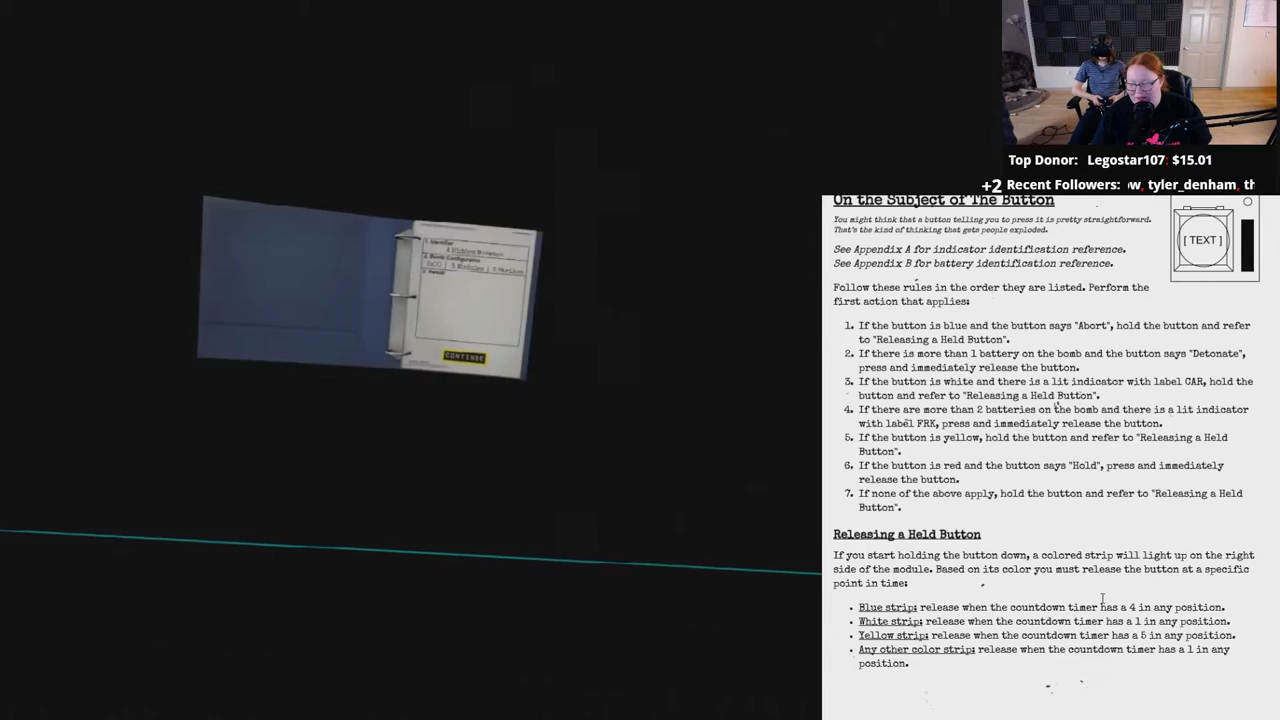 Top Donor: Legostar107: $15.01
+2 Recent Followers: ow, tyler_denham, th
On the Subject of The Button
You might think that a button telling you to press it is pretty straightforward.
That's the kind of thinking that gets people exploded.
[ TEXT ]
See Appendix A for indicator identification reference.
See Appendix B for battery identification reference.
Follow these rules in the order they are listed. Perform the
first action that applies:
1. If the button is blue and the button says "Abort", hold the button and refer
to "Releasing a Held Button".
2. If there is more than 1 battery on the bomb and the button says "Detonate",
press and immediately release the button.
3. If the button is white and there is a lit indicator with label CAR, hold the
button and refer to "Releasing a Held Button".
4. If there are more than 2 batteries on the bomb and there is a lit indicator
with label FRK, press and immediately release the button.
5. If the button is yellow, hold the button and refer to "Releasing a Held
Button".
6. If the button is red and the button says "Hold", press and immediately
release the button.
7. If none of the above apply, hold the button and refer to "Releasing a Held
Button".
Releasing a Held Button
If you start holding the button down, a colored strip will light up on the right
side of the module. Based on its color you must release the button at a specific
point in time:
• Blue strip: release when the countdown timer has a 4 in any position.
• White strip: release when the countdown timer has a 1 in any position.
• Yellow strip: release when the countdown timer has a 5 in any position.
• Any other color strip: release when the countdown timer has a 1 in any
position.
1. Identifier
2. Bomb Configuration
3 Modules
CONTINUE